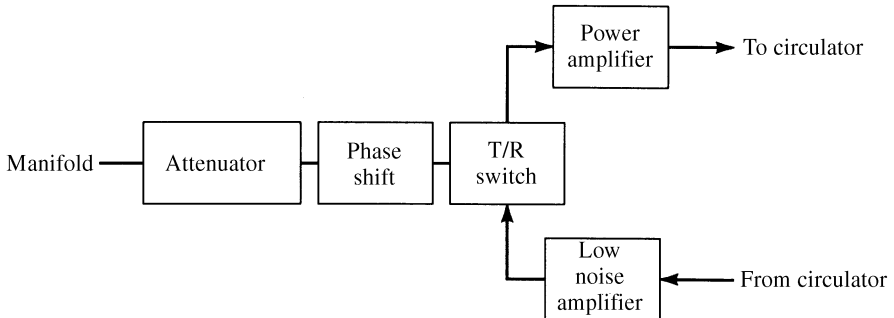 Power
amplifier
To circulator
Manifold
Attenuator
Phase
shift
T/R
switch
Low
noise
amplifier
From circulator